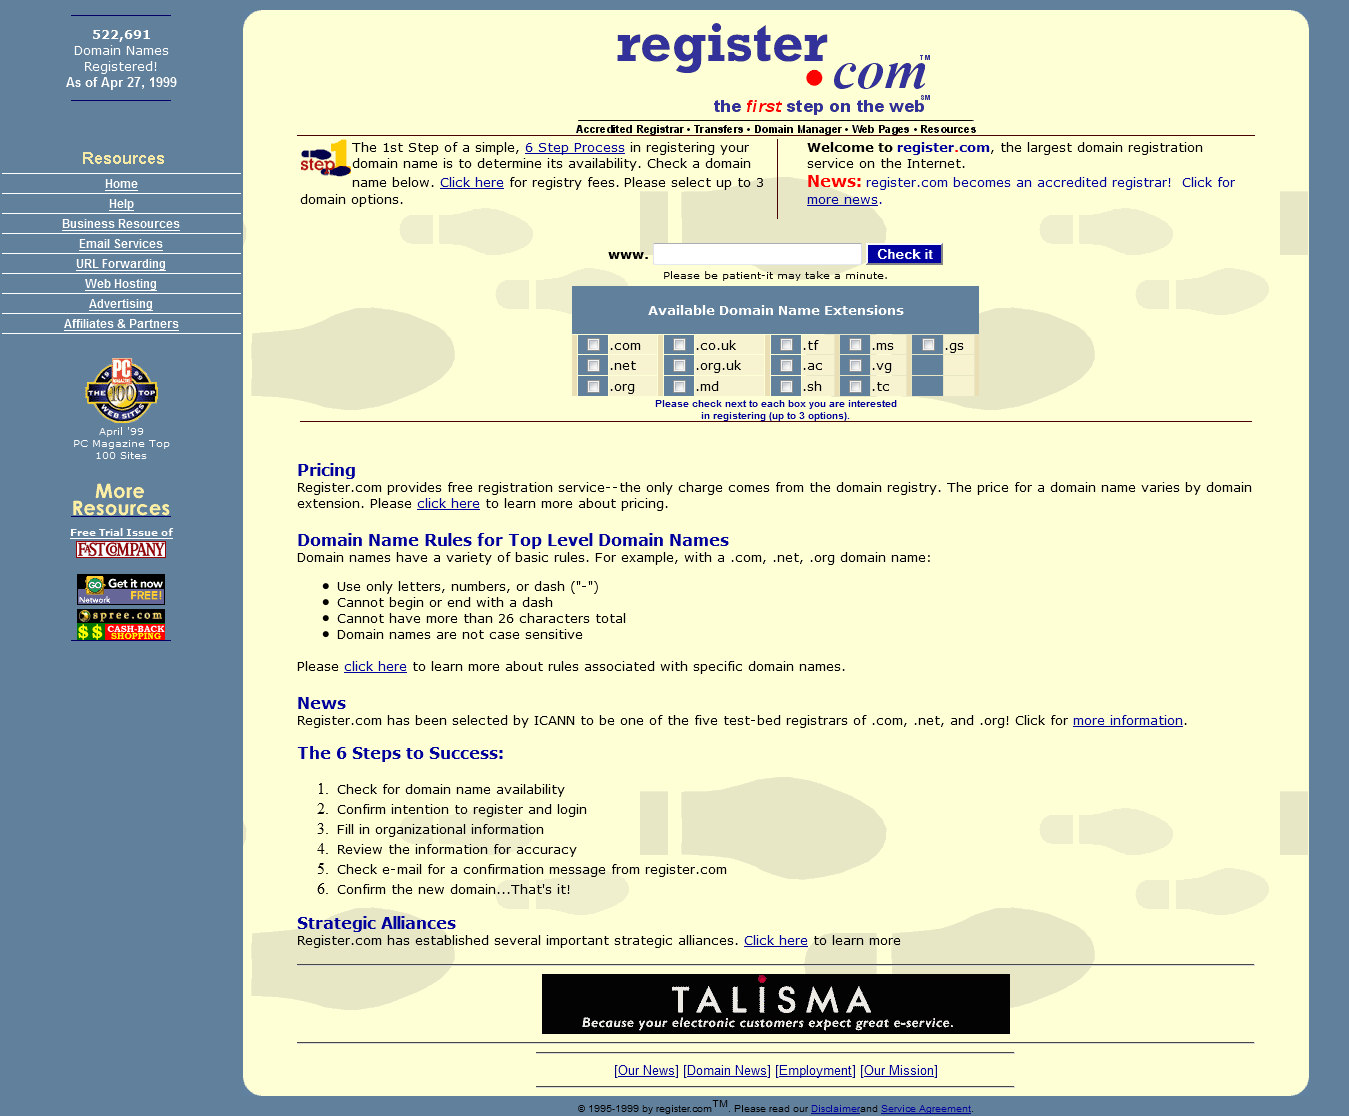 522,691
Domain Names
Registered!
As of Apr 27, 1999
Resources
Home
Help
Business Resources
Email Services
URL Forwarding
Web Hosting
Advertising
Affiliates & Partners
PC
MAGAZINE
1999
THE 100 TOP
WEB SITES
April '99
PC Magazine Top
100 Sites
More
Resources
Free Trial Issue of
FAST COMPANY
GO Get it now
Network FREE!
spree.com
$ $ CASH-BACK
SHOPPING
register
.com™
the first step on the web℠
Accredited Registrar • Transfers • Domain Manager • Web Pages • Resources
step 1
The 1st Step of a simple, 6 Step Process in registering your
domain name is to determine its availability. Check a domain
name below. Click here for registry fees. Please select up to 3
domain options.
Welcome to register.com, the largest domain registration
service on the Internet.
News: register.com becomes an accredited registrar! Click for
more news.
www. Check it
Please be patient-it may take a minute.
Available Domain Name Extensions
.com .co.uk .tf .ms .gs
.net .org.uk .ac .vg
.org .md .sh .tc
Please check next to each box you are interested
in registering (up to 3 options).
Pricing
Register.com provides free registration service--the only charge comes from the domain registry. The price for a domain name varies by domain
extension. Please click here to learn more about pricing.
Domain Name Rules for Top Level Domain Names
Domain names have a variety of basic rules. For example, with a .com, .net, .org domain name:
• Use only letters, numbers, or dash ("-")
• Cannot begin or end with a dash
• Cannot have more than 26 characters total
• Domain names are not case sensitive
Please click here to learn more about rules associated with specific domain names.
News
Register.com has been selected by ICANN to be one of the five test-bed registrars of .com, .net, and .org! Click for more information.
The 6 Steps to Success:
1. Check for domain name availability
2. Confirm intention to register and login
3. Fill in organizational information
4. Review the information for accuracy
5. Check e-mail for a confirmation message from register.com
6. Confirm the new domain...That's it!
Strategic Alliances
Register.com has established several important strategic alliances. Click here to learn more
TALiSMA
Because your electronic customers expect great e-service.
[Our News] [Domain News] [Employment] [Our Mission]
© 1995-1999 by register.com™. Please read our Disclaimerand Service Agreement.